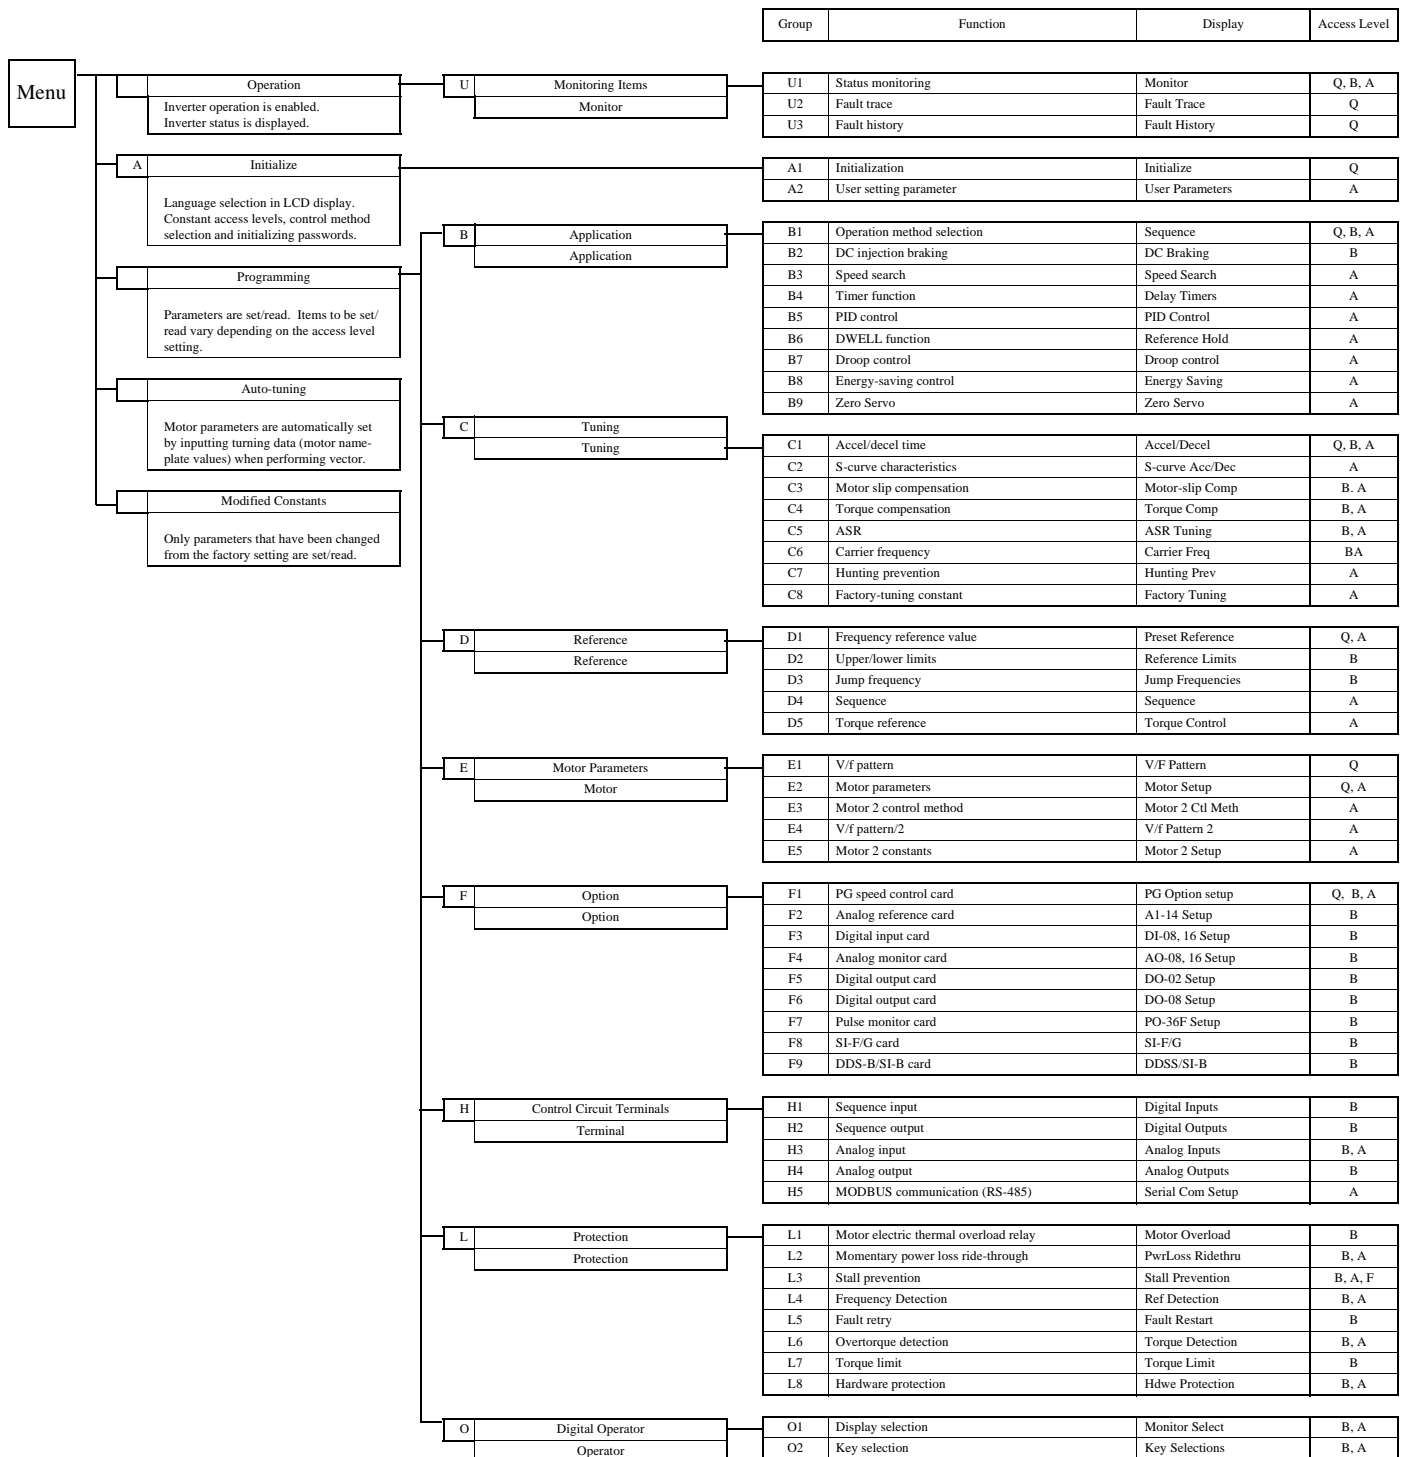 Group Function Display Access Level
Menu
Operation
Inverter operation is enabled.
Inverter status is displayed.
U Monitoring Items
Monitor
U1 Status monitoring Monitor Q, B, A
U2 Fault trace Fault Trace Q
U3 Fault history Fault History Q
A Initialize
Language selection in LCD display.
Constant access levels, control method
selection and initializing passwords.
A1 Initialization Initialize Q
A2 User setting parameter User Parameters A
Programming
Parameters are set/read. Items to be set/
read vary depending on the access level
setting.
Auto-tuning
Motor parameters are automatically set
by inputting turning data (motor name-
plate values) when performing vector.
Modified Constants
Only parameters that have been changed
from the factory setting are set/read.
B Application
Application
B1 Operation method selection Sequence Q, B, A
B2 DC injection braking DC Braking B
B3 Speed search Speed Search A
B4 Timer function Delay Timers A
B5 PID control PID Control A
B6 DWELL function Reference Hold A
B7 Droop control Droop control A
B8 Energy-saving control Energy Saving A
B9 Zero Servo Zero Servo A
C Tuning
Tuning
C1 Accel/decel time Accel/Decel Q, B, A
C2 S-curve characteristics S-curve Acc/Dec A
C3 Motor slip compensation Motor-slip Comp B. A
C4 Torque compensation Torque Comp B, A
C5 ASR ASR Tuning B, A
C6 Carrier frequency Carrier Freq BA
C7 Hunting prevention Hunting Prev A
C8 Factory-tuning constant Factory Tuning A
D Reference
Reference
D1 Frequency reference value Preset Reference Q, A
D2 Upper/lower limits Reference Limits B
D3 Jump frequency Jump Frequencies B
D4 Sequence Sequence A
D5 Torque reference Torque Control A
E Motor Parameters
Motor
E1 V/f pattern V/F Pattern Q
E2 Motor parameters Motor Setup Q, A
E3 Motor 2 control method Motor 2 Ctl Meth A
E4 V/f pattern/2 V/f Pattern 2 A
E5 Motor 2 constants Motor 2 Setup A
F Option
Option
F1 PG speed control card PG Option setup Q, B, A
F2 Analog reference card A1-14 Setup B
F3 Digital input card DI-08, 16 Setup B
F4 Analog monitor card AO-08, 16 Setup B
F5 Digital output card DO-02 Setup B
F6 Digital output card DO-08 Setup B
F7 Pulse monitor card PO-36F Setup B
F8 SI-F/G card SI-F/G B
F9 DDS-B/SI-B card DDSS/SI-B B
H Control Circuit Terminals
Terminal
H1 Sequence input Digital Inputs B
H2 Sequence output Digital Outputs B
H3 Analog input Analog Inputs B, A
H4 Analog output Analog Outputs B
H5 MODBUS communication (RS-485) Serial Com Setup A
L Protection
Protection
L1 Motor electric thermal overload relay Motor Overload B
L2 Momentary power loss ride-through PwrLoss Ridethru B, A
L3 Stall prevention Stall Prevention B, A, F
L4 Frequency Detection Ref Detection B, A
L5 Fault retry Fault Restart B
L6 Overtorque detection Torque Detection B, A
L7 Torque limit Torque Limit B
L8 Hardware protection Hdwe Protection B, A
O Digital Operator
Operator
O1 Display selection Monitor Select B, A
O2 Key selection Key Selections B, A